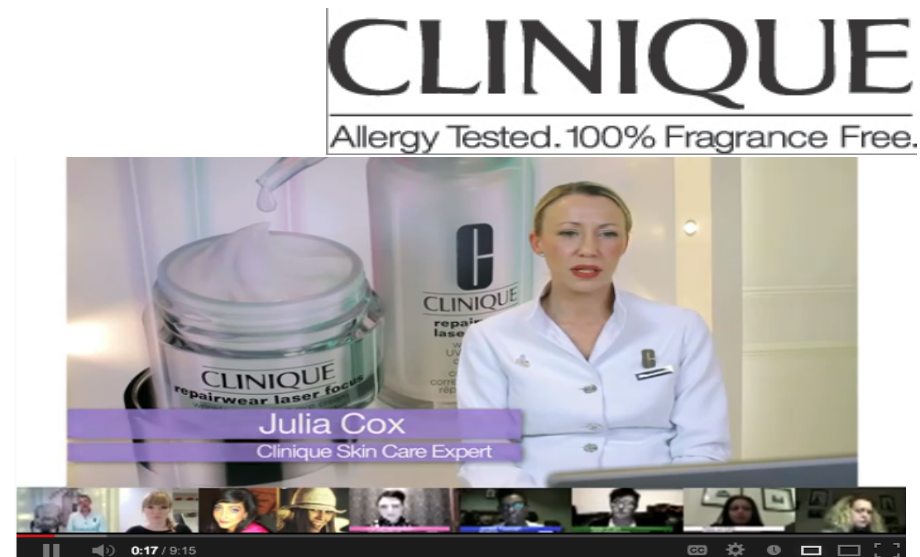 CLINIQUE
Allergy Tested. 100% Fragrance Free.
CLINIQUE
repairwear laser focus
CLINIQUE
Julia Cox
Clinique Skin Care Expert
0:17 / 9:15
CC